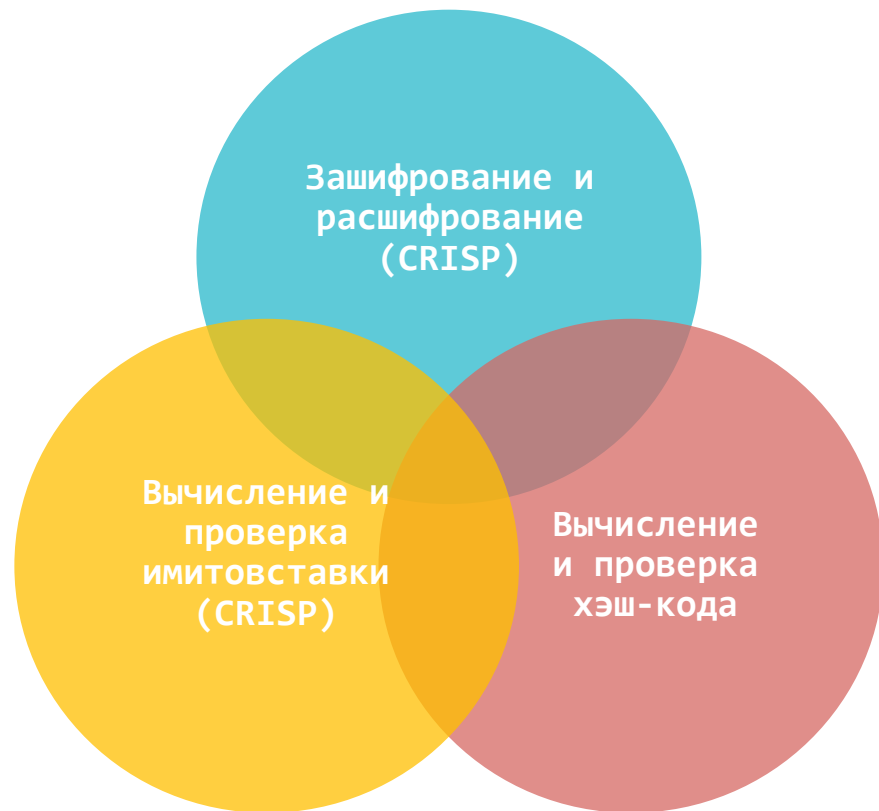 Зашифрование и
расшифрование
(CRISP)
Вычисление и
проверка
имитовставки
(CRISP)
Вычисление
и проверка
хэш-кода